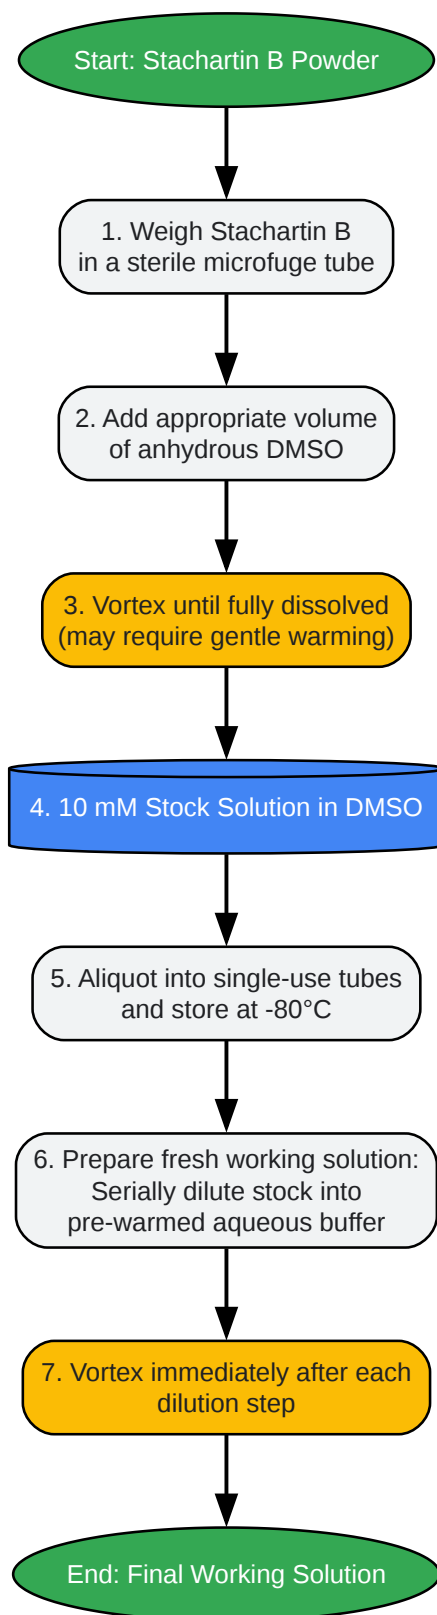 Start: Stachartin B Powder
1. Weigh Stachartin B
in a sterile microfuge tube
2. Add appropriate volume
of anhydrous DMSO
3. Vortex until fully dissolved
(may require gentle warming)
4. 10 mM Stock Solution in DMSO
5. Aliquot into single-use tubes
and store at -80°C
6. Prepare fresh working solution:
Serially dilute stock into
pre-warmed aqueous buffer
7. Vortex immediately after each
dilution step
End: Final Working Solution